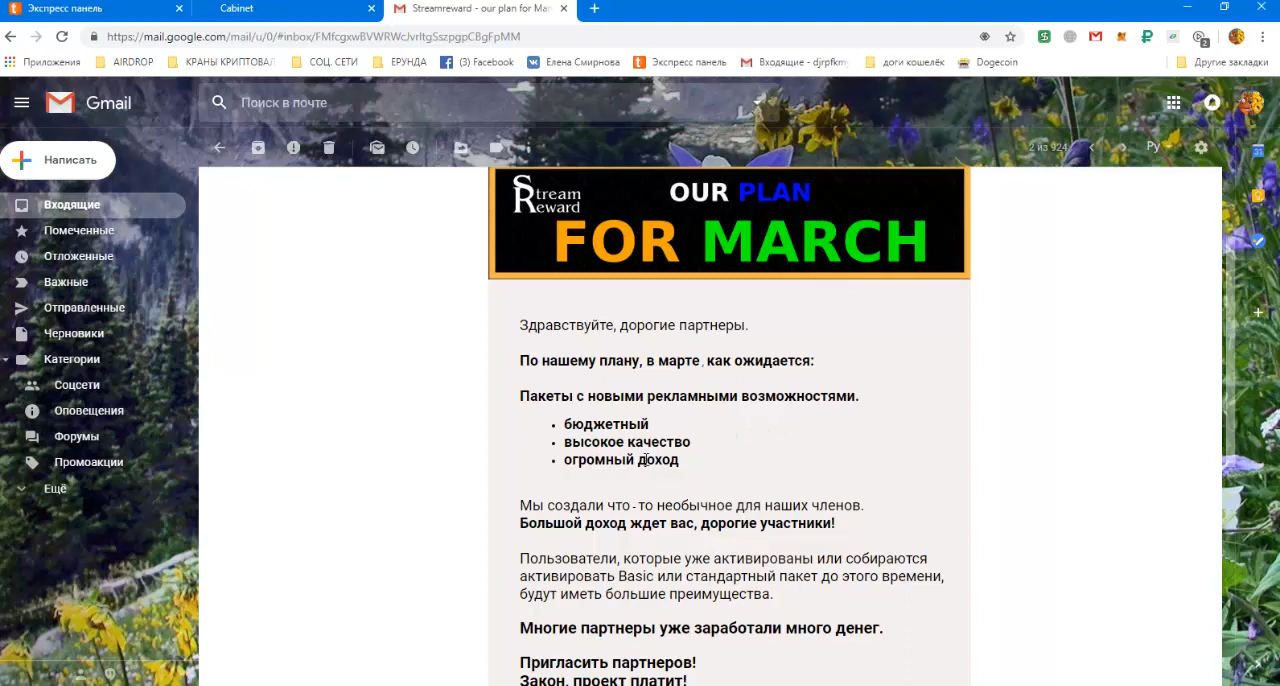 Экспресс панель
Cabinet
Streamreward - our plan for Mar
https://mail.google.com/mail/u/0/#inbox/FMfcgxwBVWRWcJvrltgSszpgpCBgFpMM
Приложения
AIRDROP
КРАНЫ КРИПТОВАЛ
СОЦ. СЕТИ
ЕРУНДА
(3) Facebook
Елена Смирнова
Экспресс панель
Входящие - djrpfkmy
доги кошелёк
Dogecoin
Другие закладки
Gmail
Поиск в почте
Написать
2 из 924
Ру
Входящие
Помеченные
Отложенные
Важные
Отправленные
Черновики
Категории
Соцсети
Оповещения
Форумы
Промоакции
Ещё
Stream Reward
OUR PLAN
FOR MARCH
Здравствуйте, дорогие партнеры.
По нашему плану, в марте , как ожидается:
Пакеты с новыми рекламными возможностями.
• бюджетный
• высокое качество
• огромный доход
Мы создали что-то необычное для наших членов.
Большой доход ждет вас, дорогие участники!
Пользователи, которые уже активированы или собираются
активировать Basic или стандартный пакет до этого времени,
будут иметь большие преимущества.
Многие партнеры уже заработали много денег.
Пригласить партнеров!
Закон, проект платит!